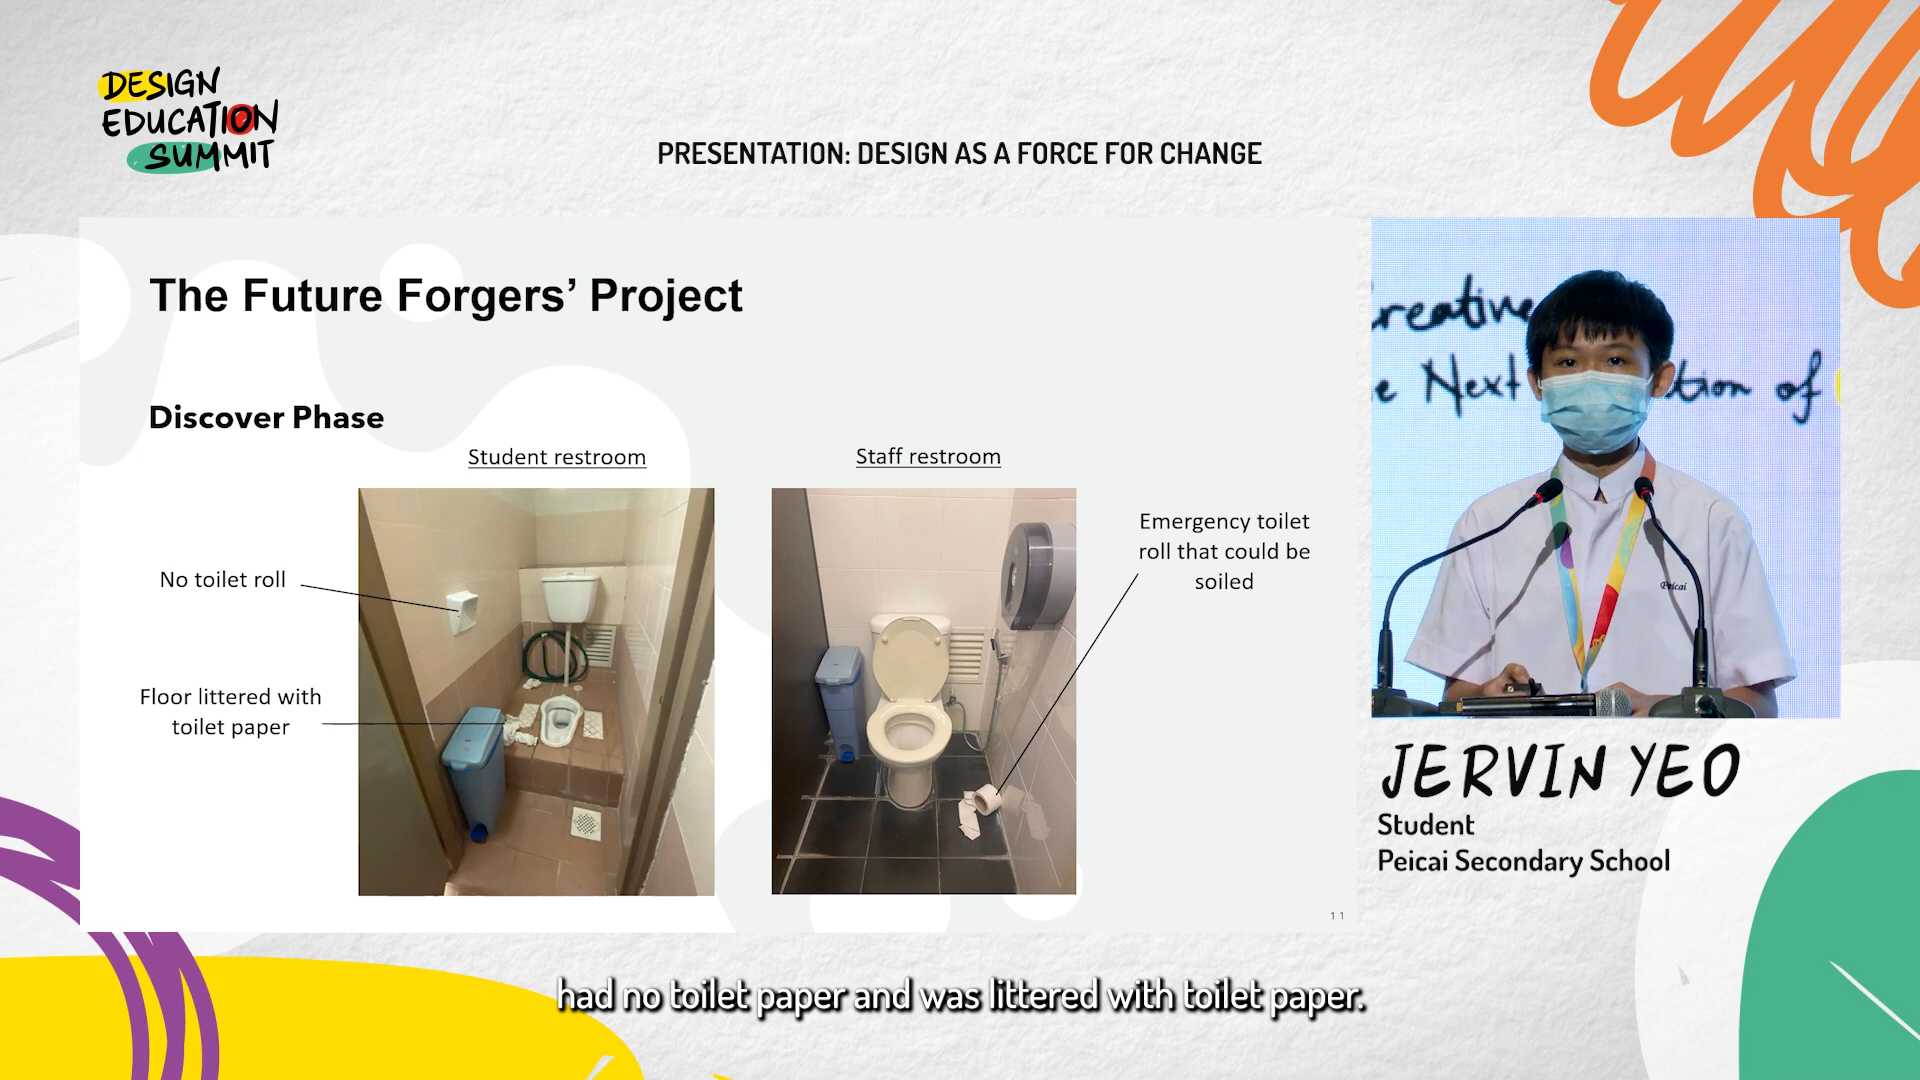 DESIGN
EDUCATION
SUMMIT
PRESENTATION: DESIGN AS A FORCE FOR CHANGE
The Future Forgers’ Project
Discover Phase
Student restroom
Staff restroom
No toilet roll
Floor littered with
toilet paper
Emergency toilet
roll that could be
soiled
11
Creative
Next
of
Peicai
JERVIN YEO
Student
Peicai Secondary School
had no toilet paper and was littered with toilet paper.